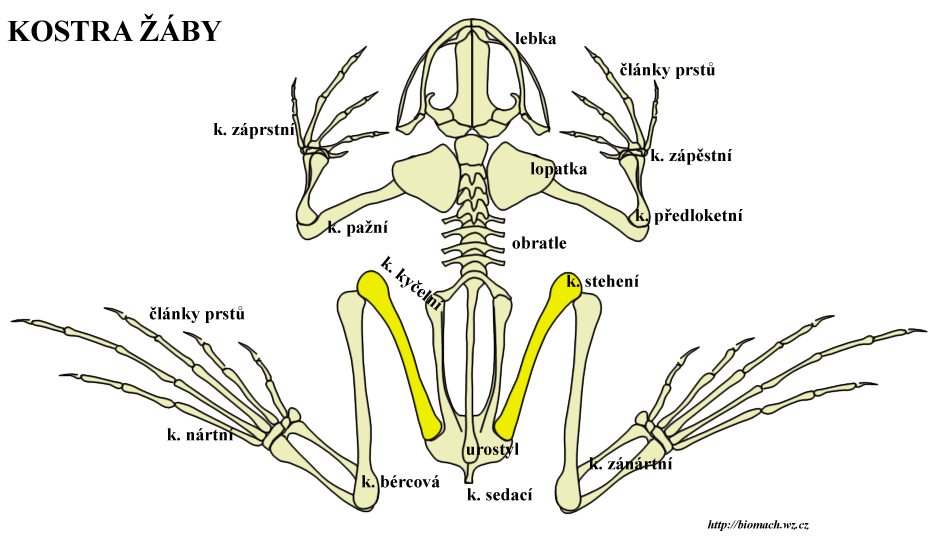 KOSTRA ŽÁBY
lebka
články prstů
k. záprstní
k. zápěstní
lopatka
k. předloketní
k. pažní
obratle
k. kyčelní
k. stehení
články prstů
k. nártní
urostyl
k. zánártní
k. bércová
k. sedací
http://biomach.wz.cz